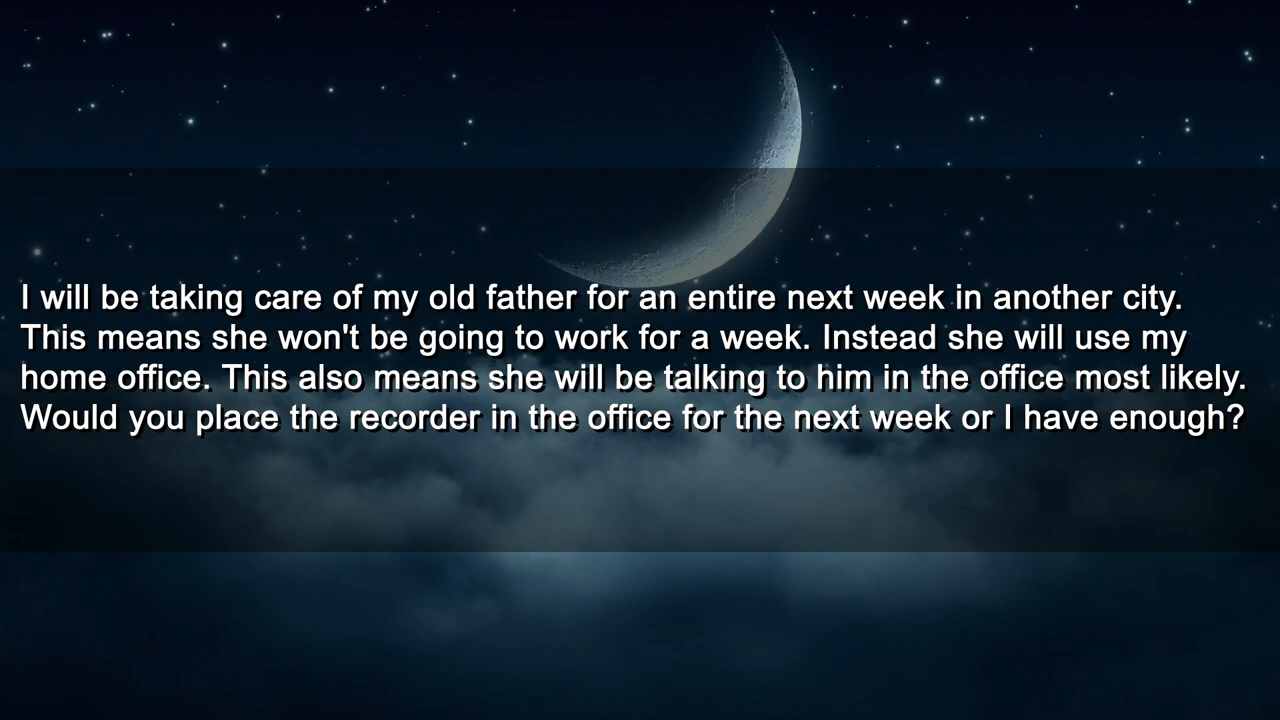 I will be taking care of my old father for an entire next week in another city.
This means she won't be going to work for a week. Instead she will use my
home office. This also means she will be talking to him in the office most likely.
Would you place the recorder in the office for the next week or I have enough?